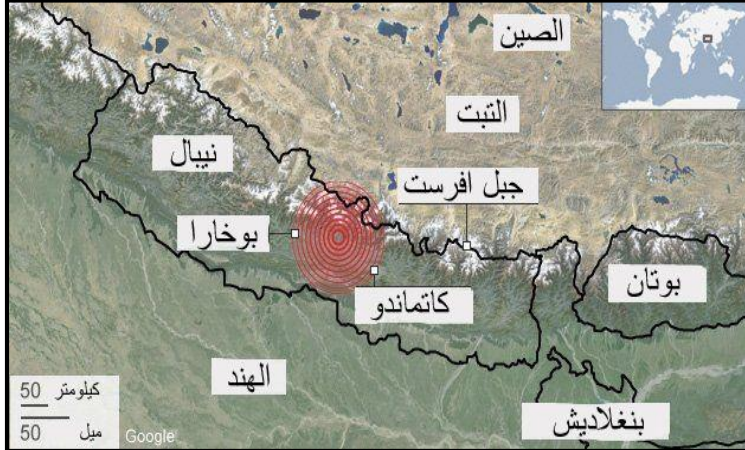 الصين
التبت
نيبال
جبل افرست
بوخارا
بوتان
كاتماندو
الهند
50 كيلومتر
50 ميل
Google
بنغلاديش